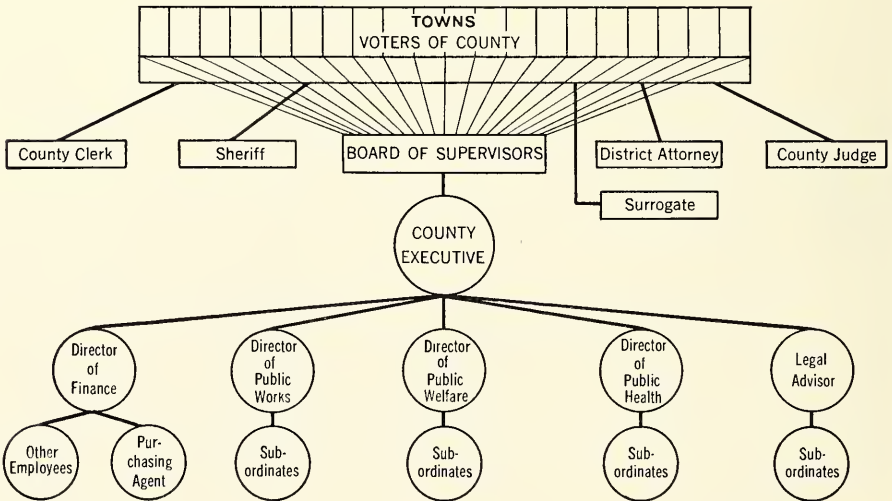 TOWNS
VOTERS OF COUNTY
County Clerk
Sheriff
BOARD OF SUPERVISORS
District Attorney
County Judge
Surrogate
COUNTY
EXECUTIVE
Director
of
Finance
Director
of
Public
Works
Director
of
Public
Welfare
Director
of
Public
Health
Legal
Advisor
Other
Employees
Pur-
chasing
Agent
Sub-
ordinates
Sub-
ordinates
Sub-
ordinates
Sub-
ordinates